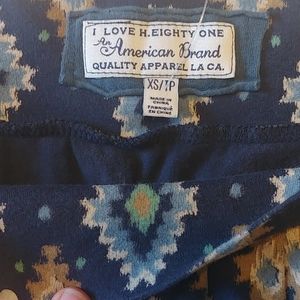 I LOVE H.EIGHTY ONE
An
American Brand
QUALITY APPAREL LA CA.
XS/TP
MADE IN
CHINA
FABRIQUÉ
EN CHINE